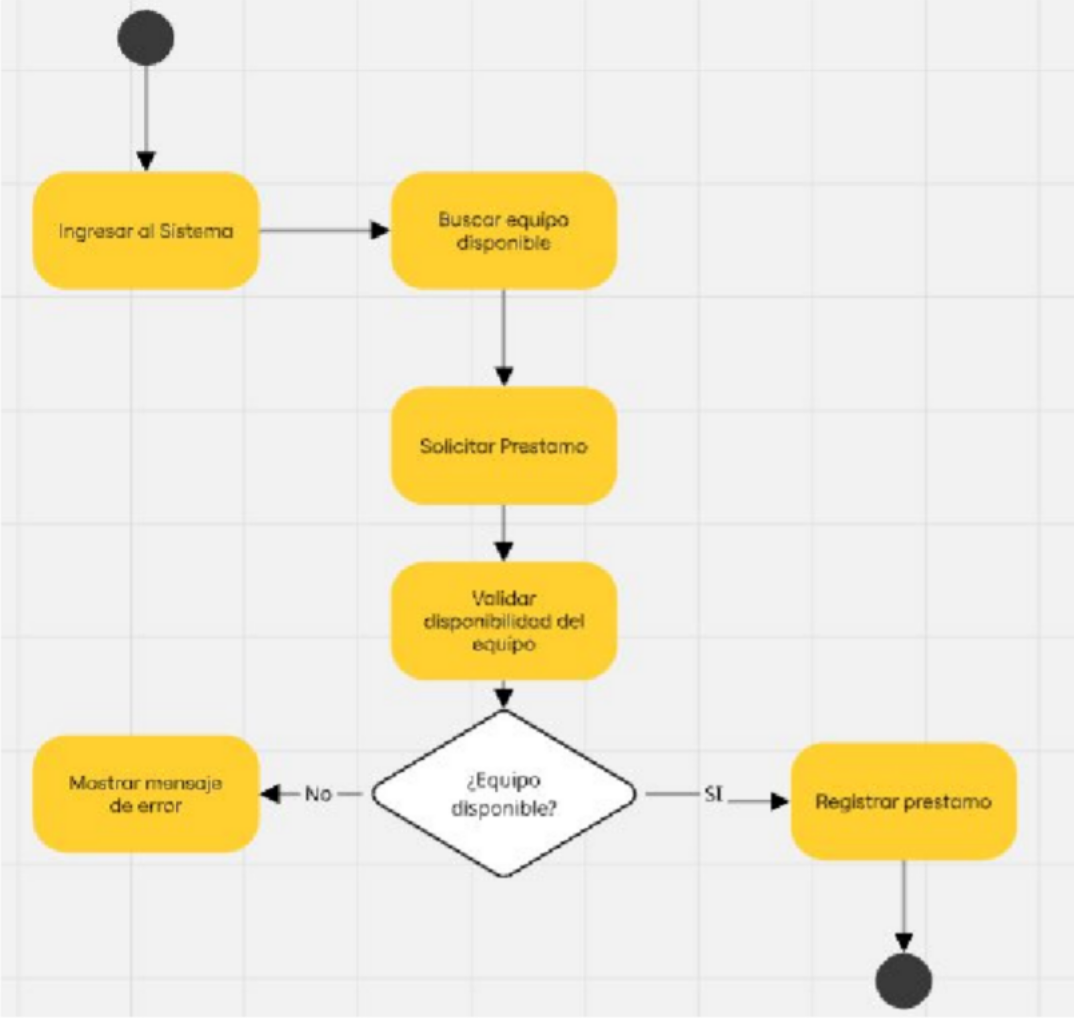 Ingresar al Sistema
Buscar equipo
disponible
Solicitar Prestamo
Validar
disponibilidad del
equipo
¿Equipo
disponible?
No
SI
Mostrar mensaje
de error
Registrar prestamo